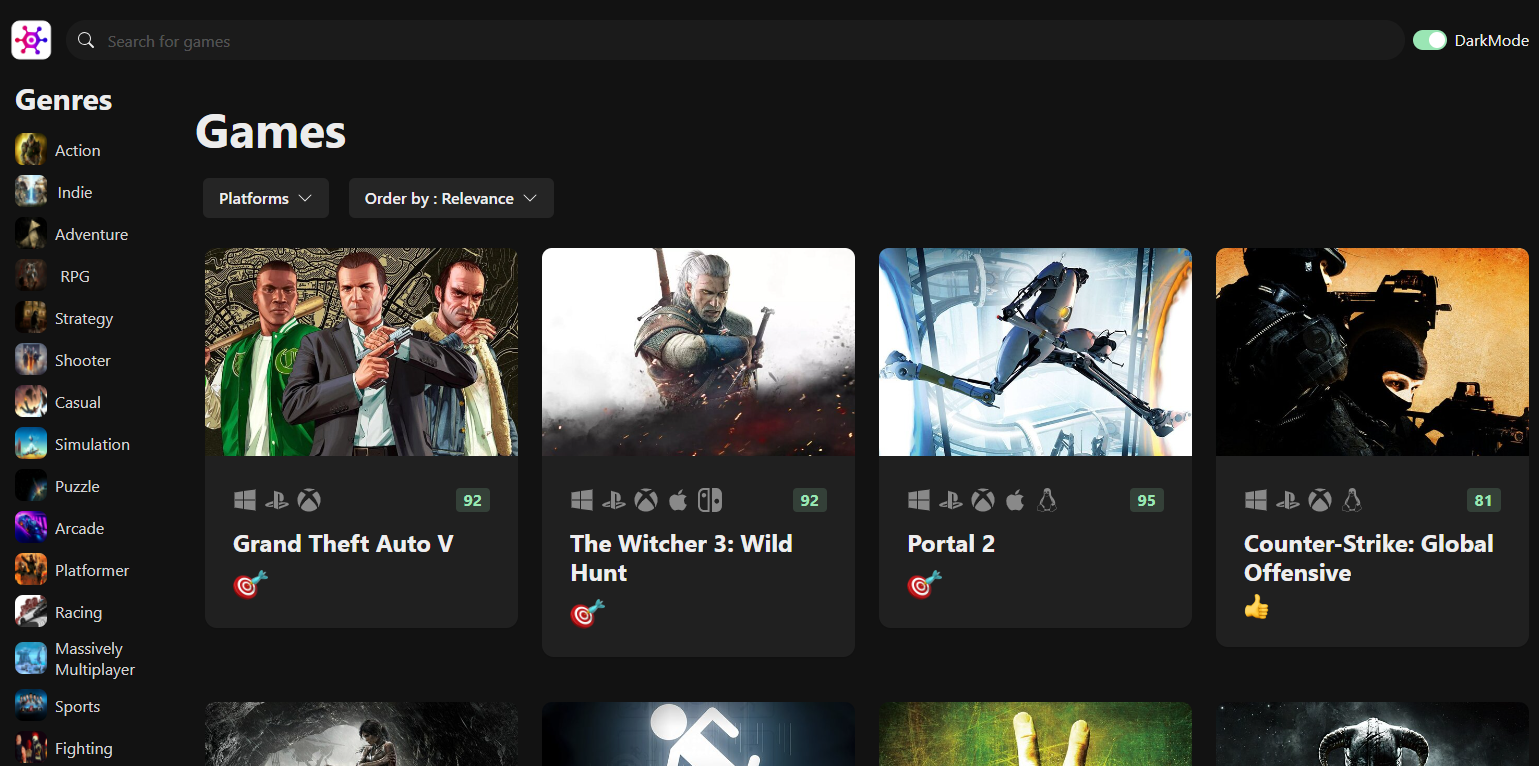 Search for games
DarkMode
Genres
Action
Indie
Adventure
RPG
Strategy
Shooter
Casual
Simulation
Puzzle
Arcade
Platformer
Racing
Massively
Multiplayer
Sports
Fighting
Games
Platforms
Order by : Relevance
92
Grand Theft Auto V
92
The Witcher 3: Wild
Hunt
95
Portal 2
81
Counter-Strike: Global
Offensive